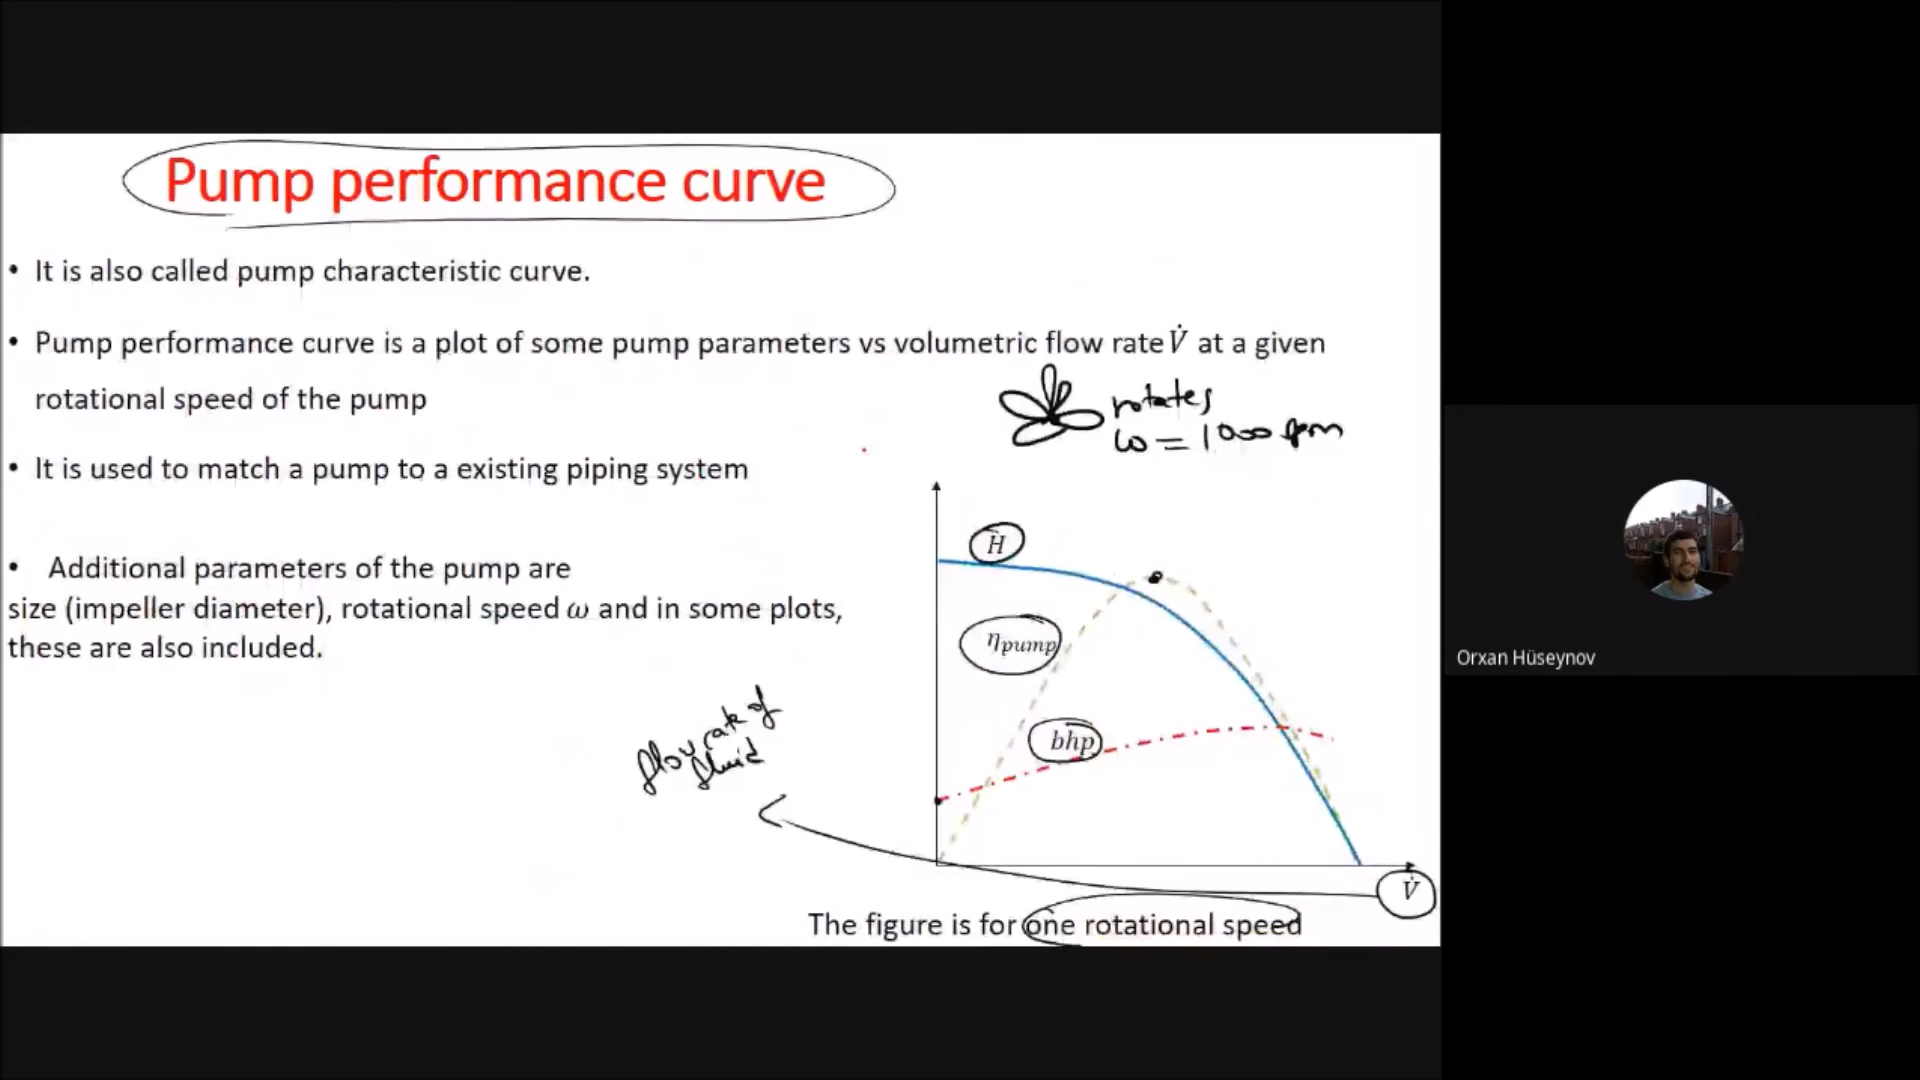 Pump performance curve
• It is also called pump characteristic curve.
• Pump performance curve is a plot of some pump parameters vs volumetric flow rate V̇ at a given
rotational speed of the pump
rotates
ω = 1000 rpm
• It is used to match a pump to a existing piping system
H
• Additional parameters of the pump are
size (impeller diameter), rotational speed ω and in some plots,
these are also included.
η_pump
Orxan Hüseynov
flow rate of
fluid
bhp
V̇
The figure is for one rotational speed